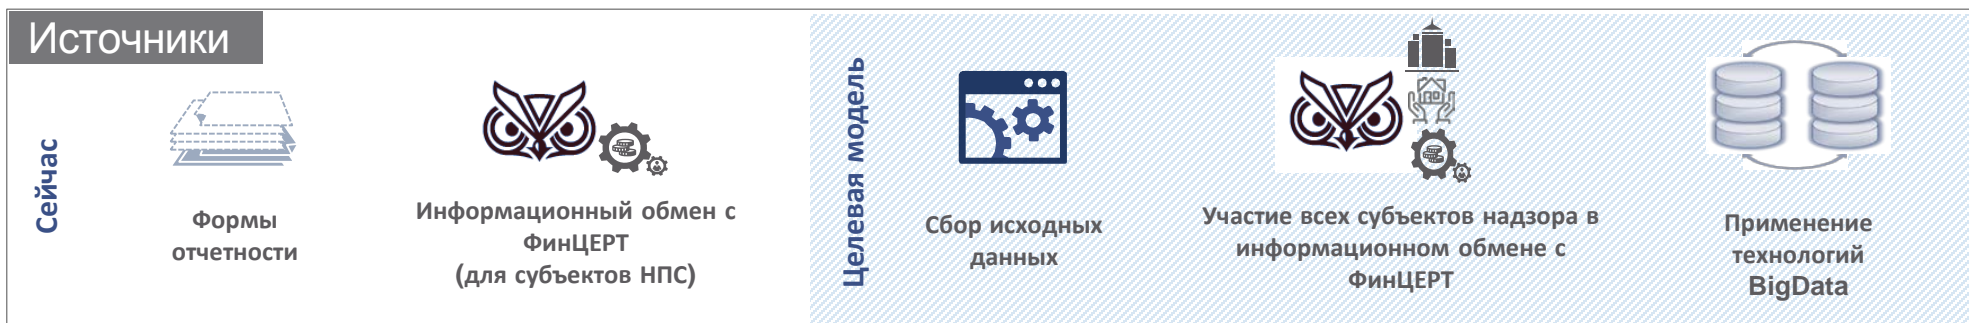 Источники
Сейчас
Формы
отчетности
Информационный обмен с
ФинЦЕРТ
(для субъектов НПС)
Целевая модель
Сбор исходных
данных
Участие всех субъектов надзора в
информационном обмене с
ФинЦЕРТ
Применение
технологий
BigData